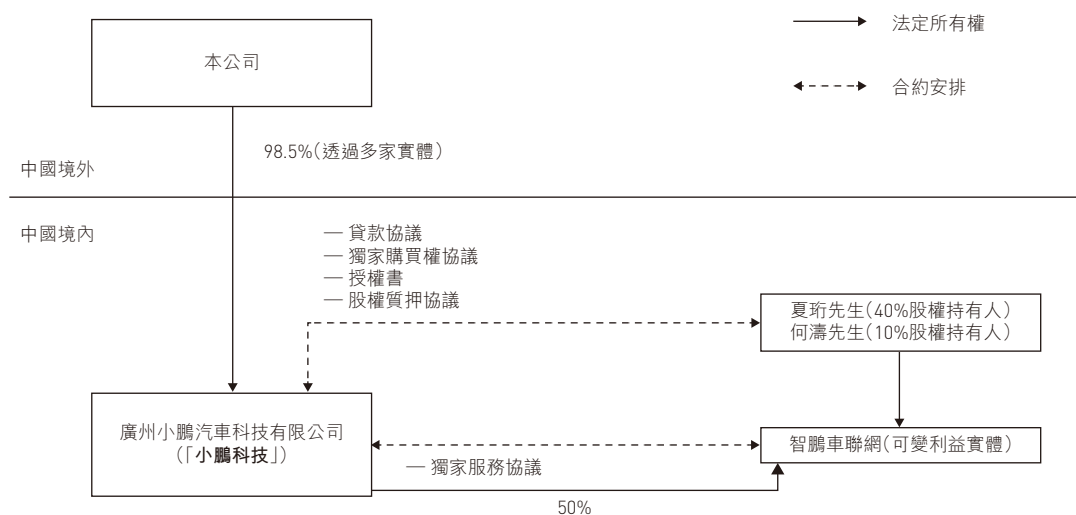 法定所有權
本公司
合約安排
98.5%(透過多家實體)
中國境外
中國境內
— 貸款協議
— 獨家購買權協議
— 授權書
— 股權質押協議
夏珩先生(40%股權持有人)
何濤先生(10%股權持有人)
廣州小鵬汽車科技有限公司
(「小鵬科技」)
智鵬車聯網(可變利益實體)
— 獨家服務協議
50%